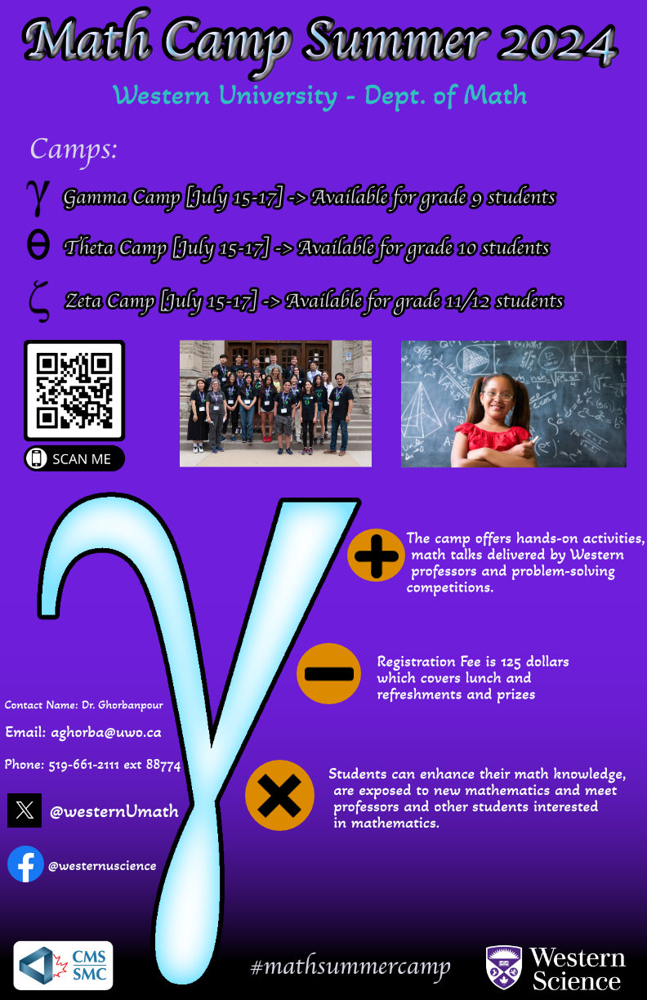 Math Camp Summer 2024
Western University - Dept. of Math
Camps:
γ Gamma Camp [July 15-17] -> Available for grade 9 students
θ Theta Camp [July 15-17] -> Available for grade 10 students
ζ Zeta Camp [July 15-17] -> Available for grade 11/12 students
SCAN ME
γ
The camp offers hands-on activities,
math talks delivered by Western
professors and problem-solving
competitions.
Registration Fee is 125 dollars
which covers lunch and
refreshments and prizes
Contact Name: Dr. Ghorbanpour
Email: aghorba@uwo.ca
Phone: 519-661-2111 ext 88774
@westernUmath
@westernuscience
Students can enhance their math knowledge,
are exposed to new mathematics and meet
professors and other students interested
in mathematics.
CMS
SMC
#mathsummercamp
Western
Science